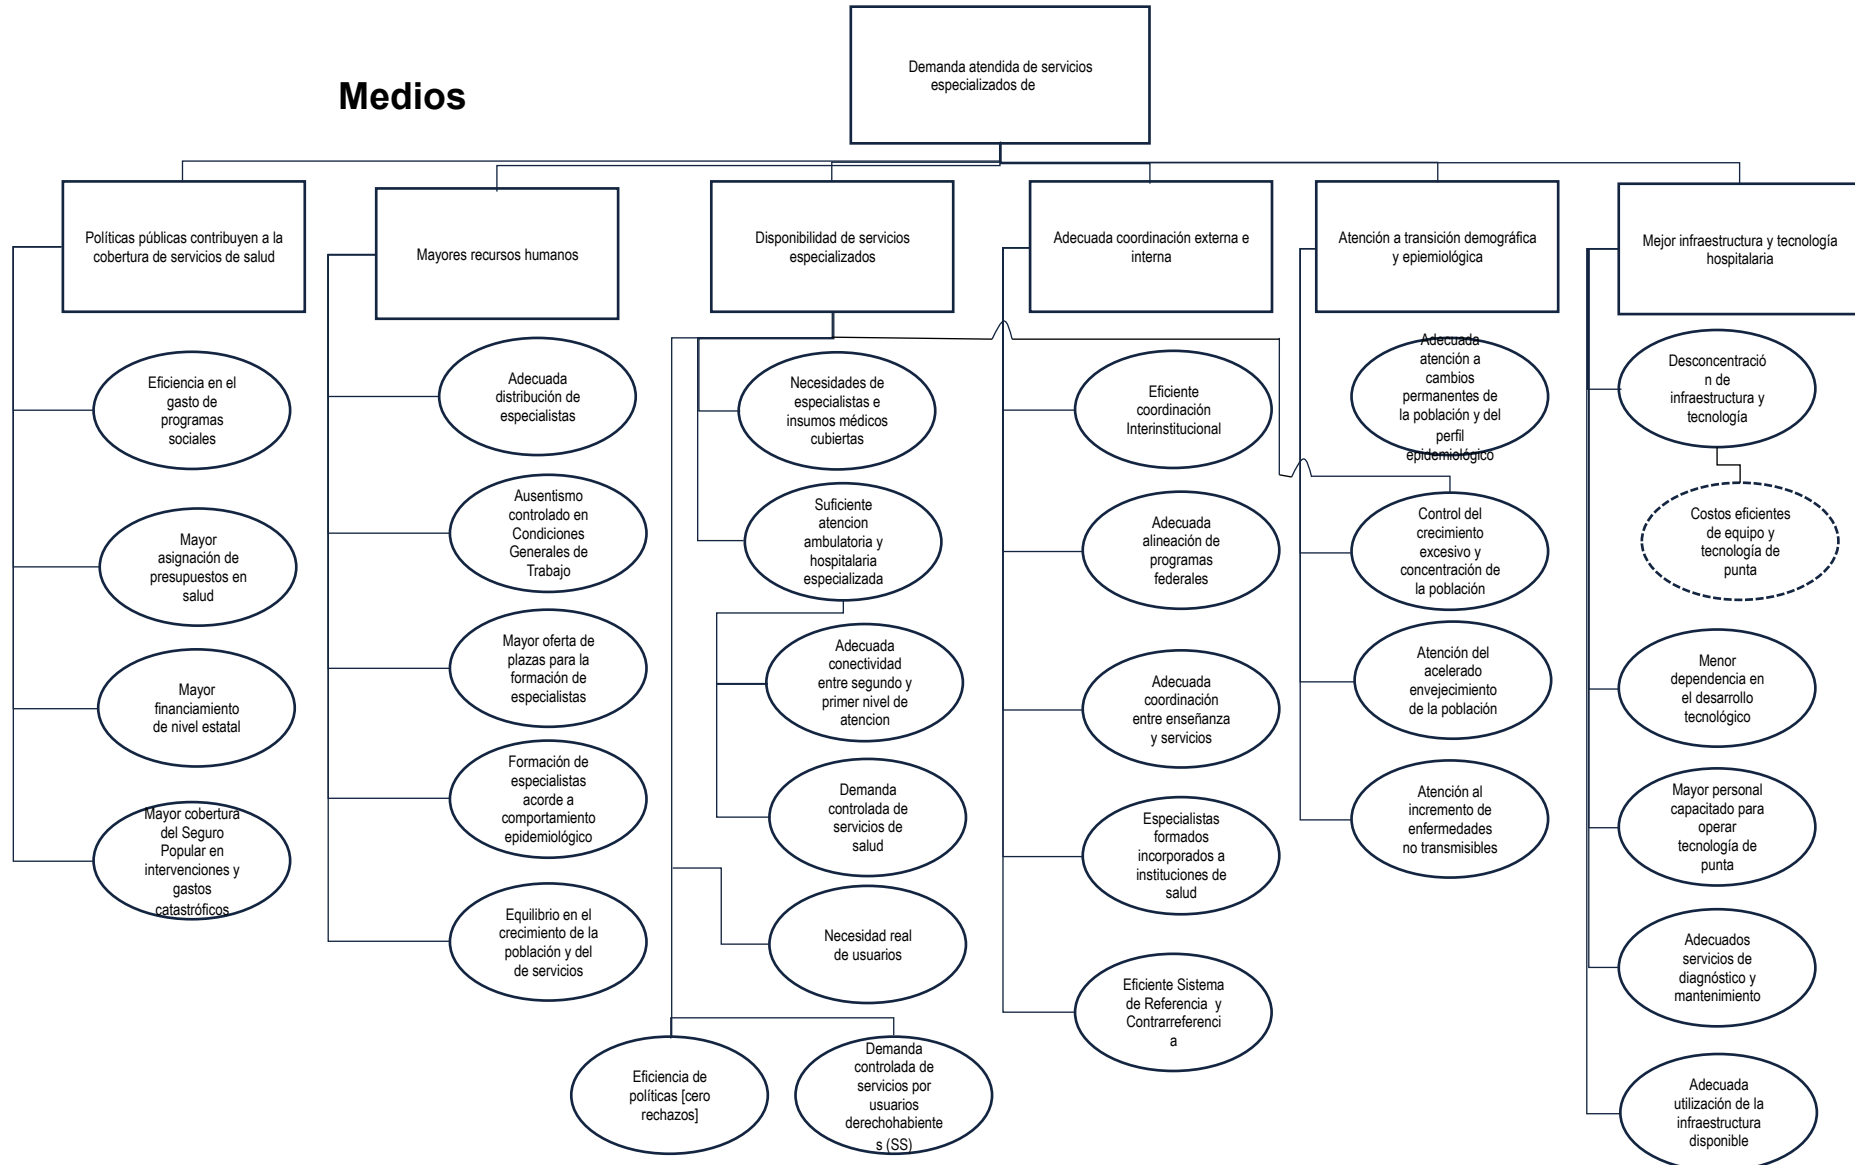 Demanda atendida de servicios
especializados de
Medios
Políticas públicas contribuyen a la
cobertura de servicios de salud
Mayores recursos humanos
Disponibilidad de servicios
especializados
Adecuada coordinación externa e
interna
Atención a transición demográfica
y epiemiológica
Mejor infraestructura y tecnología
hospitalaria
Eficiencia en el
gasto de
programas
sociales
Mayor
asignación de
presupuestos en
salud
Mayor
financiamiento
de nivel estatal
Mayor cobertura
del Seguro
Popular en
intervenciones y
gastos
catastróficos
Adecuada
distribución de
especialistas
Ausentismo
controlado en
Condiciones
Generales de
Trabajo
Mayor oferta de
plazas para la
formación de
especialistas
Formación de
especialistas
acorde a
comportamiento
epidemiológico
Equilibrio en el
crecimiento de la
población y del
de servicios
Necesidades de
especialistas e
insumos médicos
cubiertas
Suficiente
atencion
ambulatoria y
hospitalaria
especializada
Adecuada
conectividad
entre segundo y
primer nivel de
atencion
Demanda
controlada de
servicios de
salud
Necesidad real
de usuarios
Eficiencia de
políticas [cero
rechazos]
Demanda
controlada de
servicios por
usuarios
derechohabiente
s (SS)
Eficiente
coordinación
Interinstitucional
Adecuada
alineación de
programas
federales
Adecuada
coordinación
entre enseñanza
y servicios
Especialistas
formados
incorporados a
instituciones de
salud
Eficiente Sistema
de Referencia y
Contrarreferenci
a
Adecuada
atención a
cambios
permanentes de
la población y del
perfil
epidemiológico
Control del
crecimiento
excesivo y
concentración de
la población
Atención del
acelerado
envejecimiento
de la población
Atención al
incremento de
enfermedades
no transmisibles
Desconcentració
n de
infraestructura y
tecnología
Costos eficientes
de equipo y
tecnología de
punta
Menor
dependencia en
el desarrollo
tecnológico
Mayor personal
capacitado para
operar
tecnología de
punta
Adecuados
servicios de
diagnóstico y
mantenimiento
Adecuada
utilización de la
infraestructura
disponible